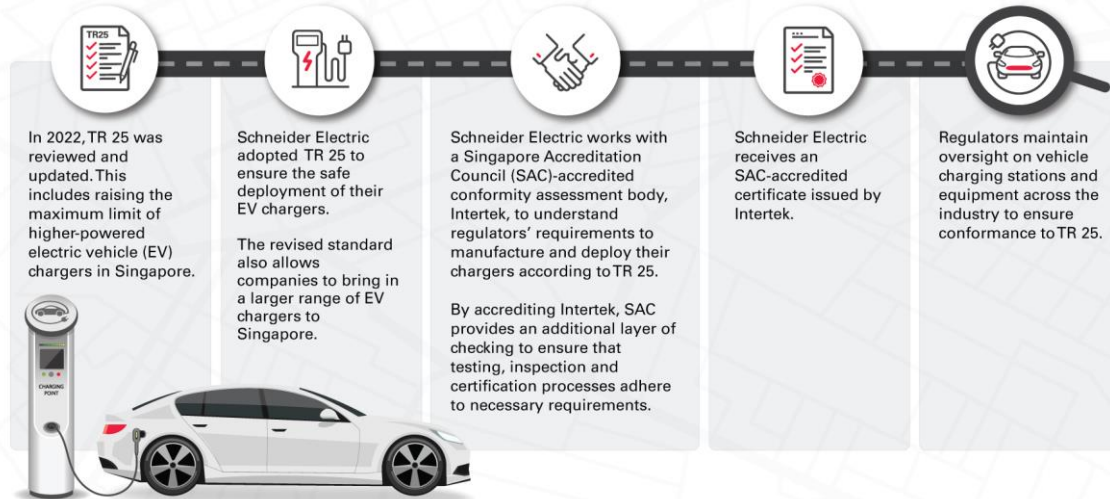 TR25
In 2022, TR 25 was
reviewed and
updated. This
includes raising the
maximum limit of
higher-powered
electric vehicle (EV)
chargers in Singapore.
Schneider Electric
adopted TR 25 to
ensure the safe
deployment of their
EV chargers.
The revised standard
also allows
companies to bring in
a larger range of EV
chargers to
Singapore.
Schneider Electric works with
a Singapore Accreditation
Council (SAC)-accredited
conformity assessment body,
Intertek, to understand
regulators' requirements to
manufacture and deploy their
chargers according to TR 25.
By accrediting Intertek, SAC
provides an additional layer of
checking to ensure that
testing, inspection and
certification processes adhere
to necessary requirements.
Schneider Electric
receives an
SAC-accredited
certificate issued by
Intertek.
Regulators maintain
oversight on vehicle
charging stations and
equipment across the
industry to ensure
conformance to TR 25.
CHARGING
POINT